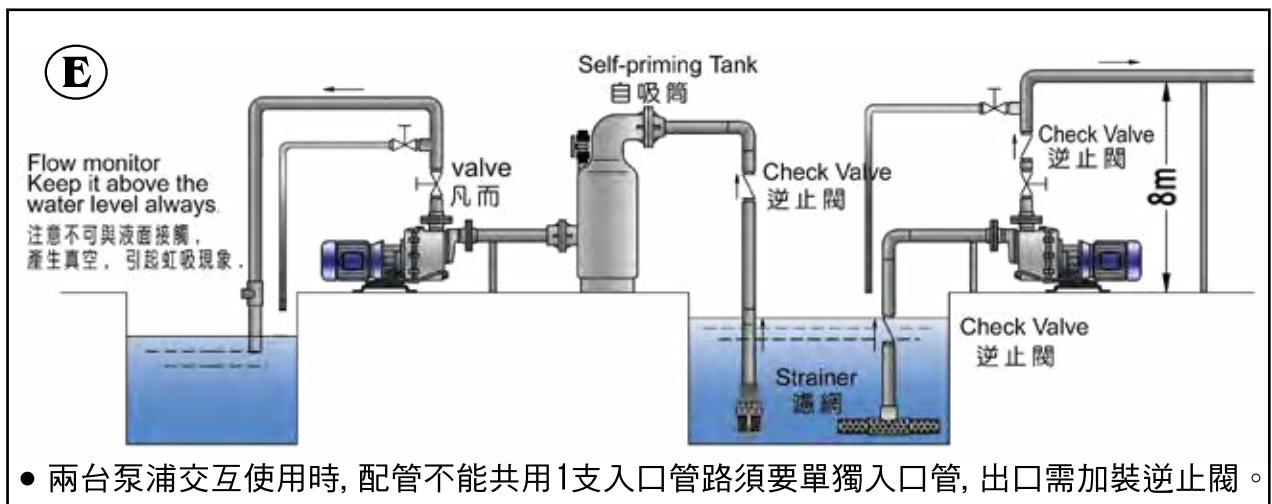 E
Self-priming Tank
自吸筒
Flow monitor
Keep it above the
water level always.
注意不可與液面接觸，
產生真空，引起虹吸現象．
valve
凡而
Check Valve
逆止閥
Check Valve
逆止閥
8m
Check Valve
逆止閥
Strainer
濾網
• 兩台泵浦交互使用時, 配管不能共用1支入口管路須要單獨入口管, 出口需加裝逆止閥。